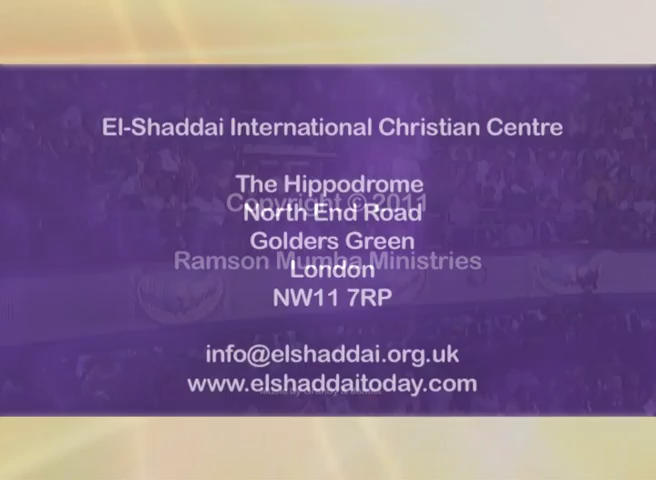 El-Shaddai International Christian Centre
The Hippodrome
Copyright © 2011
North End Road
Golders Green
Ramson Mumba Ministries
London
NW11 7RP
info@elshaddai.org.uk
www.elshaddaitoday.com